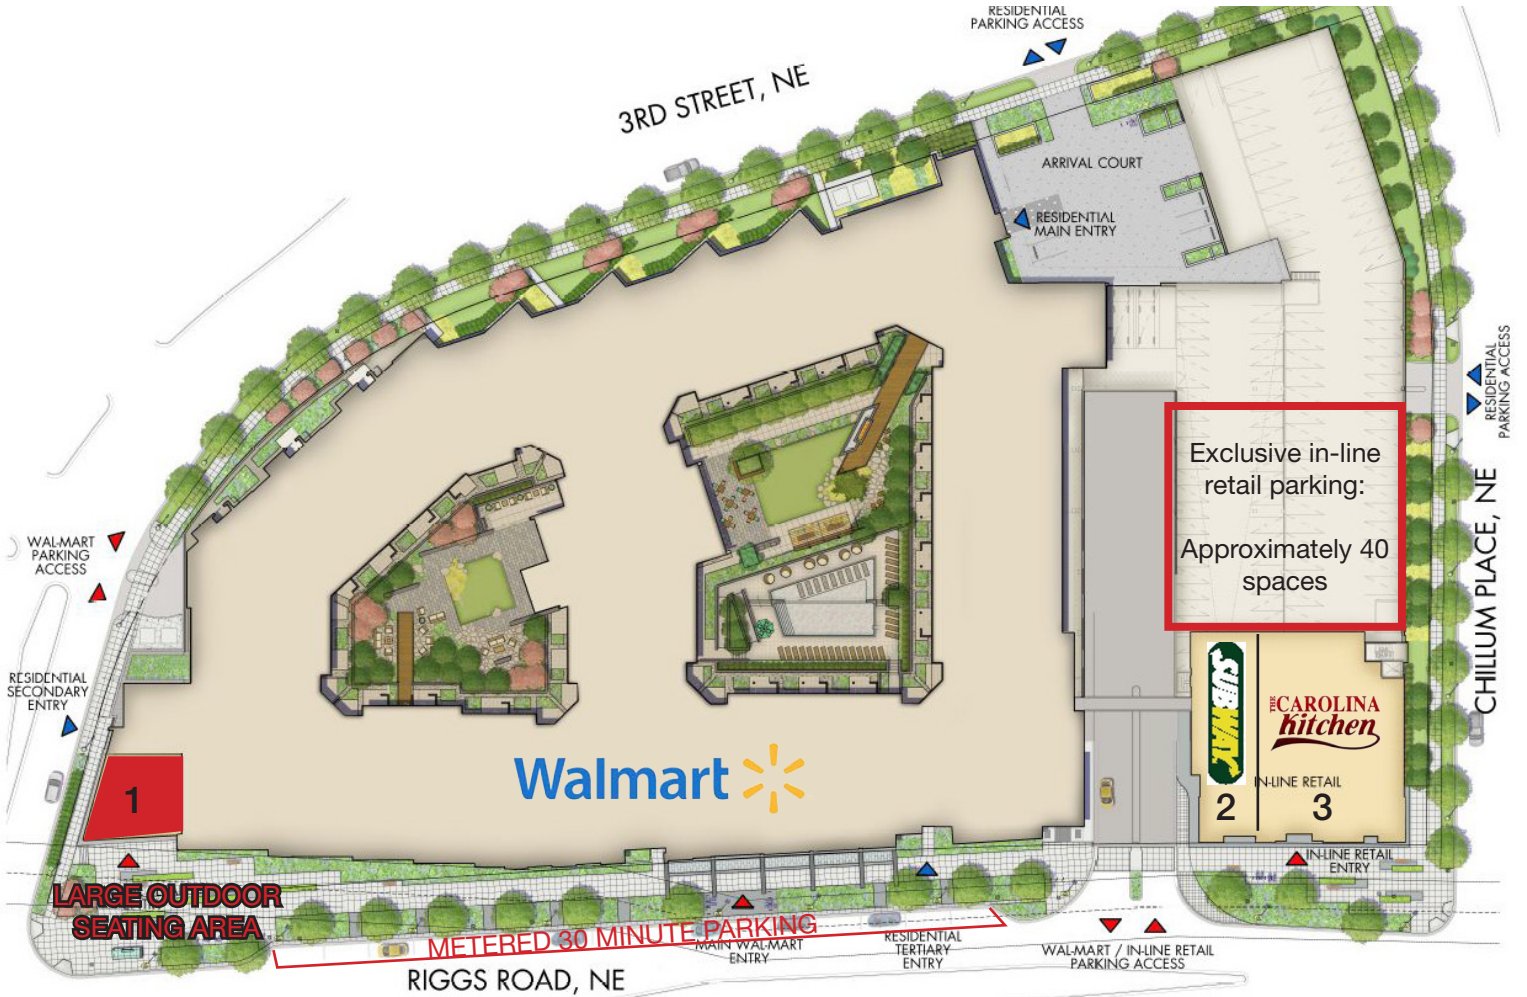 RESIDENTIAL
PARKING ACCESS
3RD STREET, NE
ARRIVAL COURT
RESIDENTIAL
MAIN ENTRY
RESIDENTIAL
PARKING ACCESS
Exclusive in-line
retail parking:
Approximately 40
spaces
CHILLUM PLACE, NE
WAL-MART
PARKING
ACCESS
RESIDENTIAL
SECONDARY
ENTRY
1
Walmart
SUBWAY
THE
CAROLINA
Kitchen
IN-LINE RETAIL
2
3
IN-LINE RETAIL
ENTRY
LARGE OUTDOOR
SEATING AREA
METERED 30 MINUTE PARKING
MAIN WAL-MART
ENTRY
RESIDENTIAL
TERTIARY
ENTRY
WAL-MART / IN-LINE RETAIL
PARKING ACCESS
RIGGS ROAD, NE